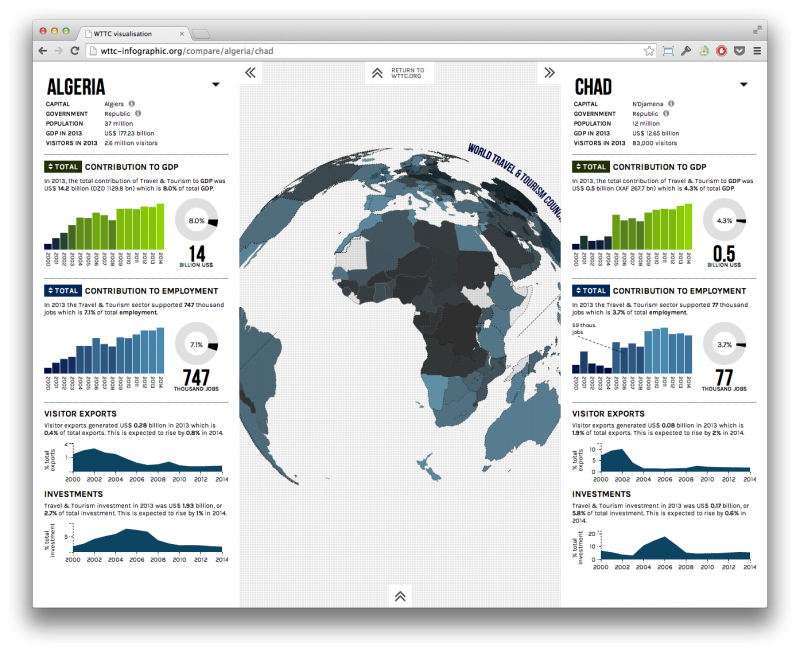 WTTC visualisation
wttc-infographic.org/compare/algeria/chad
ALGERIA
CAPITAL Algiers
GOVERNMENT Republic
POPULATION 37 million
GDP IN 2013 US$ 177.23 billion
VISITORS IN 2013 2.6 million visitors
TOTAL CONTRIBUTION TO GDP
In 2013, the total contribution of Travel & Tourism to GDP was
US$ 14.2 billion (DZD 1129.8 bn) which is 8.0% of total GDP.
8.0%
14
BILLION US$
2000 2001 2002 2003 2004 2005 2006 2007 2008 2009 2010 2011 2012 2013 2014
TOTAL CONTRIBUTION TO EMPLOYMENT
In 2013 the Travel & Tourism sector supported 747 thousand
jobs which is 7.1% of total employment.
7.1%
747
THOUSAND JOBS
2000 2001 2002 2003 2004 2005 2006 2007 2008 2009 2010 2011 2012 2013 2014
VISITOR EXPORTS
Visitor exports generated US$ 0.28 billion in 2013 which is
0.4% of total exports. This is expected to rise by 0.8% in 2014.
% total
exports
2
1
2000 2002 2004 2006 2008 2010 2012 2014
INVESTMENTS
Travel & Tourism investment in 2013 was US$ 1.93 billion, or
2.7% of total investment. This is expected to rise by 1% in 2014.
% total
investment
5
2000 2002 2004 2006 2008 2010 2012 2014
RETURN TO
WTTC.ORG
WORLD TRAVEL & TOURISM COUNCIL
CHAD
CAPITAL N'Djamena
GOVERNMENT Republic
POPULATION 12 million
GDP IN 2013 US$ 12.65 billion
VISITORS IN 2013 83,000 visitors
TOTAL CONTRIBUTION TO GDP
In 2013, the total contribution of Travel & Tourism to GDP was
US$ 0.5 billion (XAF 267.7 bn) which is 4.3% of total GDP.
4.3%
0.5
BILLION US$
2000 2001 2002 2003 2004 2005 2006 2007 2008 2009 2010 2011 2012 2013 2014
TOTAL CONTRIBUTION TO EMPLOYMENT
In 2013 the Travel & Tourism sector supported 77 thousand
jobs which is 3.7% of total employment.
59 thous.
jobs
3.7%
77
THOUSAND JOBS
2000 2001 2002 2003 2004 2005 2006 2007 2008 2009 2010 2011 2012 2013 2014
VISITOR EXPORTS
Visitor exports generated US$ 0.08 billion in 2013 which is
1.9% of total exports. This is expected to rise by 2% in 2014.
% total
exports
10
5
0
2000 2002 2004 2006 2008 2010 2012 2014
INVESTMENTS
Travel & Tourism investment in 2013 was US$ 0.17 billion, or
5.8% of total investment. This is expected to rise by 0.6% in
2014.
% total
investment
20
10
0
2000 2002 2004 2006 2008 2010 2012 2014